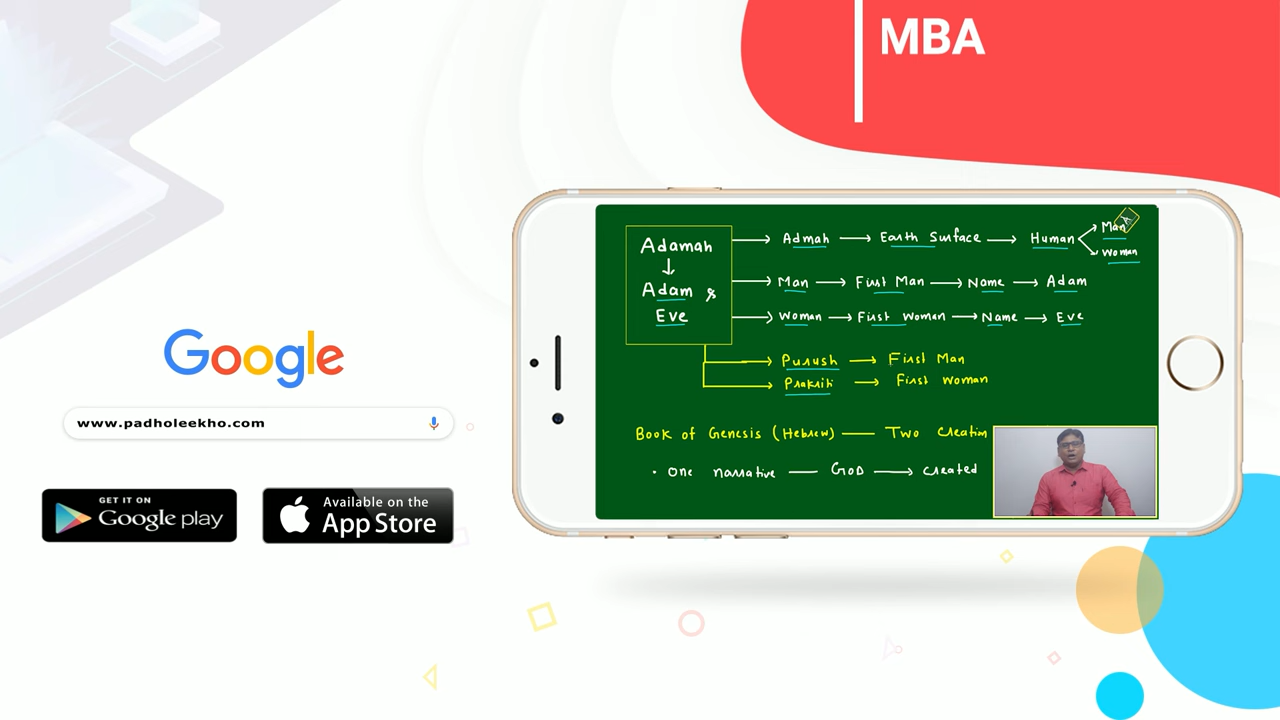 MBA
Google
www.padholeekho.com
GET IT ON
Google play
Available on the
App Store
Adamah
↓
Adam &
Eve
→ Admah → Earth Surface → Human
Man
Woman
→ Man → First Man → Name → Adam
→ Woman → First Woman → Name → Eve
→ Purush → First Man
→ Prakriti → First Woman
Book of Genesis (Hebrew) — Two Creation
• One narrative — GOD → created